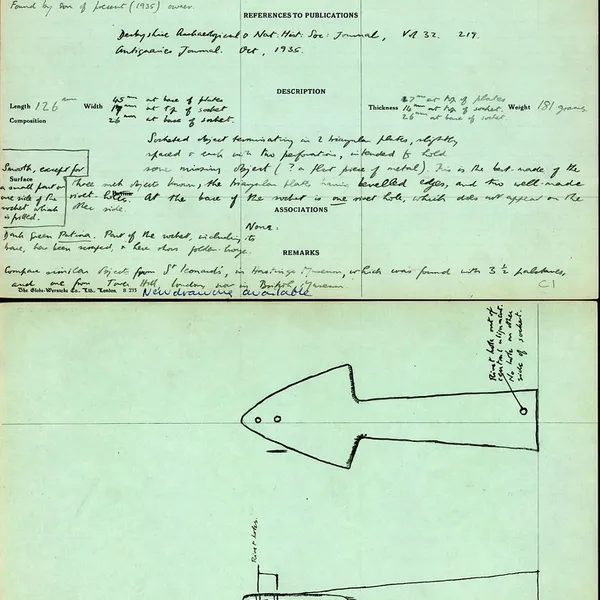 Found by son of present (1935) owner.
REFERENCES TO PUBLICATIONS
Derbyshire Archaeological & Nat. Hist. Soc: Journal, Vol 32. 217.
Antiquaries Journal. Oct, 1935.
DESCRIPTION
Length 126 mm Width 45 mm at base of plates
19 mm at top of socket
26 mm at base of socket.
Thickness 27 mm at top of plates
14 mm at top of socket.
26 mm at base of socket.
Weight 181 grams
Composition
Socketed object terminating in 2 triangular plates, slightly
spaced & each with two perforations, intended to hold
some missing object (? a flat piece of metal). This is the best-made of the
three such objects known, the triangular plates having bevelled edges, and two well-made
rivet holes. At the base of the socket is one rivet hole, which does not appear on the
other side.
Smooth, except for
Surface
a small part on
one side of the
socket which
is pitted.
ASSOCIATIONS
None.
Patina
Dark green Patina. Part of the socket, including its
base, has been scraped, & here shows golden-bronze.
REMARKS
Compare similar object from St Leonards, in Hastings Museum, which was found with 3 ½ palstaves,
and one from Tower Hill, London, now in British Museum.
The Globe-Wernicke Co., Ltd., London. B 273
New drawing available
C1
Rivet hole out of
central alignment.
No hole on other
side of socket.
Rivet holes.